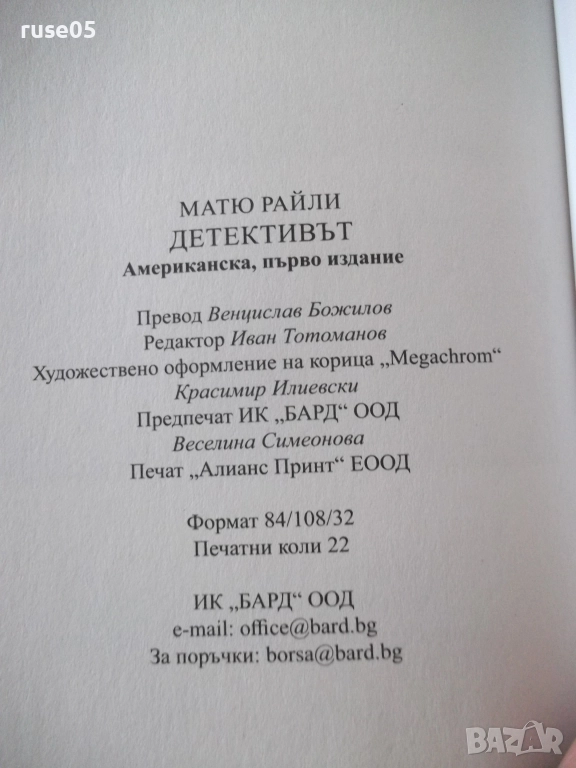 ruse05
МАТЮ РАЙЛИ
ДЕТЕКТИВЪТ
Американска, първо издание
Превод Венцислав Божилов
Редактор Иван Тотоманов
Художествено оформление на корица „Megachrom“
Красимир Илиевски
Предпечат ИК „БАРД“ ООД
Веселина Симеонова
Печат „Алианс Принт“ ЕООД
Формат 84/108/32
Печатни коли 22
ИК „БАРД“ ООД
e-mail: office@bard.bg
За поръчки: borsa@bard.bg
BAZAR